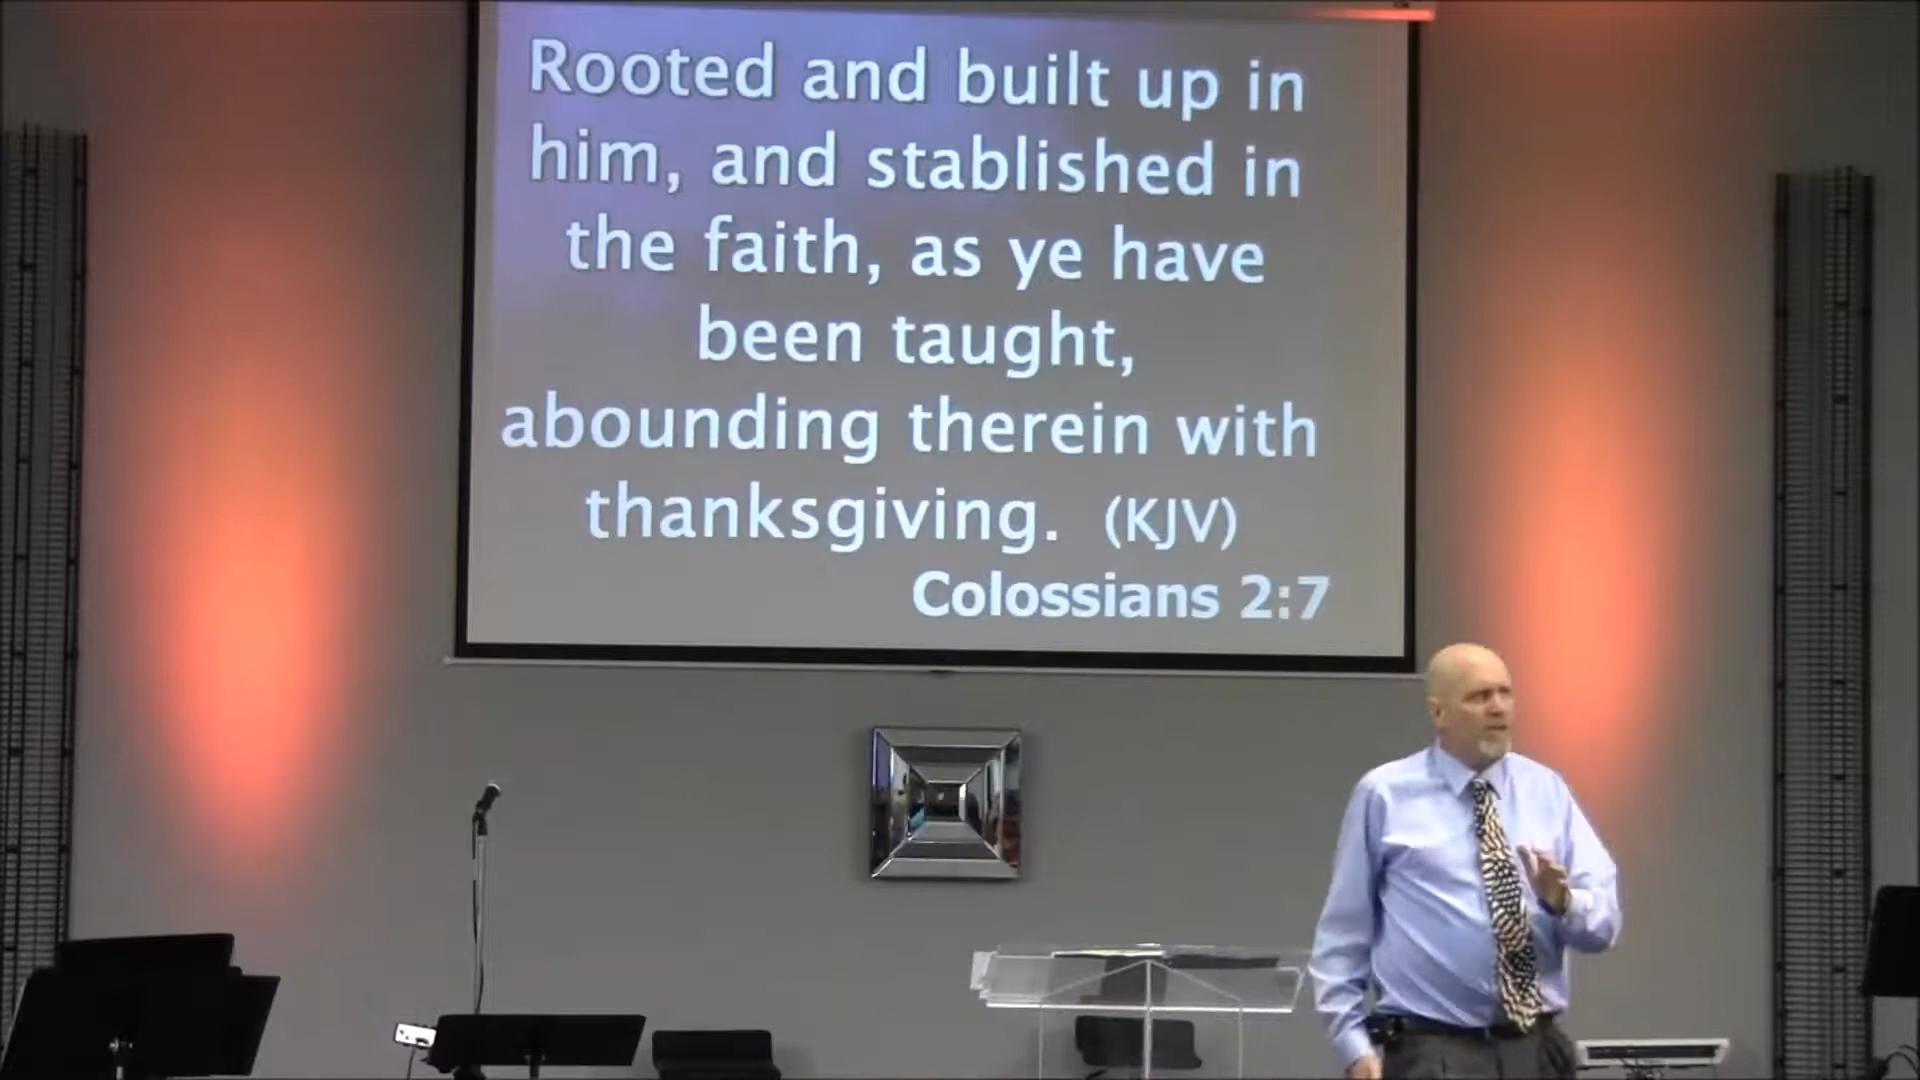 Rooted and built up in
him, and stablished in
the faith, as ye have
been taught,
abounding therein with
thanksgiving. (KJV)
Colossians 2:7